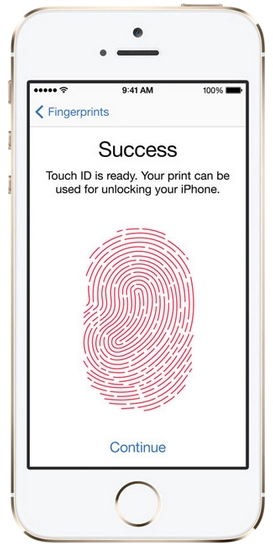 9:41 AM 100%
Fingerprints
Success
Touch ID is ready. Your print can be
used for unlocking your iPhone.
Continue